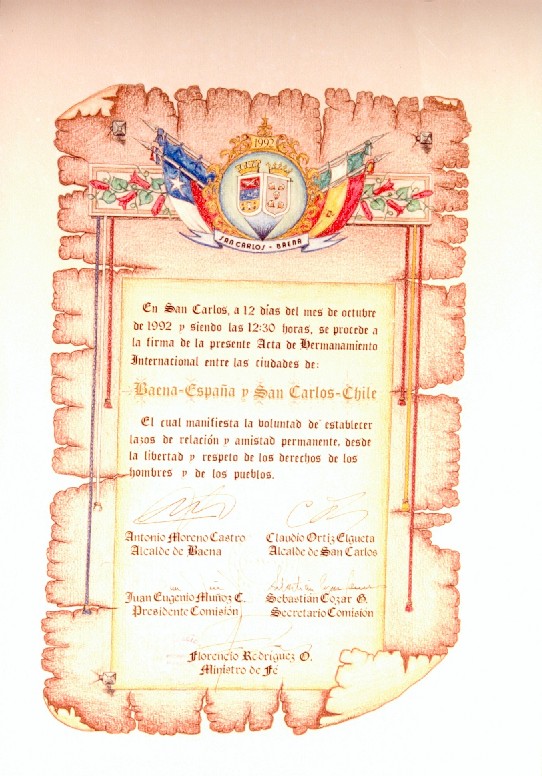 1992
SAN CARLOS - BAENA
En San Carlos, a 12 días del mes de octubre
de 1992 y siendo las 12:30 horas, se procede a
la firma de la presente Acta de Hermanamiento
Internacional entre las ciudades de:
Baena-España y San Carlos-Chile
El cual manifiesta la voluntad de establecer
lazos de relación y amistad permanente, desde
la libertad y respeto de los derechos de los
hombres y de los pueblos.
Antonio Moreno Castro
Alcalde de Baena
Claudio Ortiz Elgueta
Alcalde de San Carlos
Juan Eugenio Muñoz C.
Presidente Comisión
Sebastián Cozar G.
Secretario Comisión
Florencio Rodríguez O.
Ministro de Fé